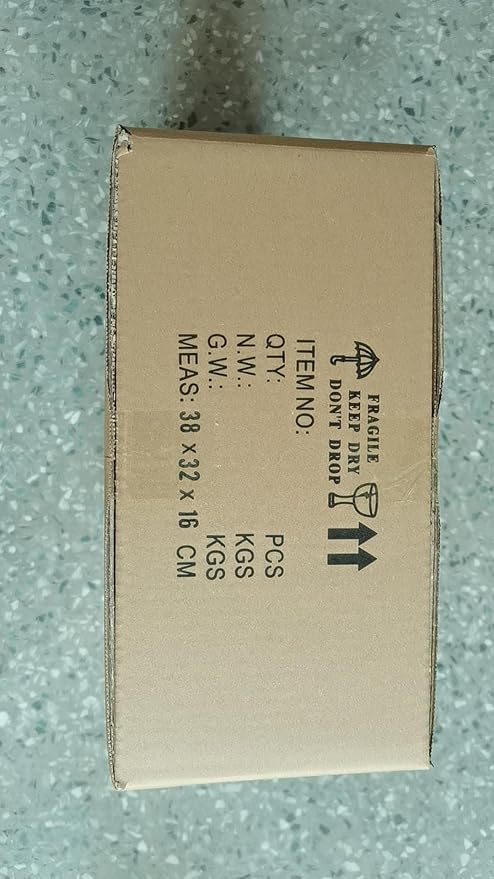 FRAGILE
KEEP DRY
DON'T DROP
ITEM NO:
QTY: PCS
N.W.: KGS
G.W.: KGS
MEAS: 38 x 32 x 16 CM